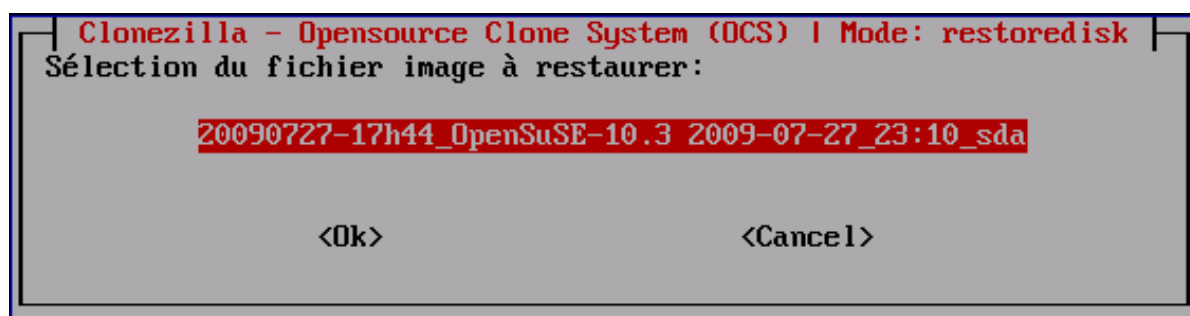 Clonezilla - Opensource Clone System (OCS) | Mode: restoredisk
Sélection du fichier image à restaurer:
20090727-17h44_OpenSuSE-10.3 2009-07-27_23:10_sda
<Ok> <Cancel>